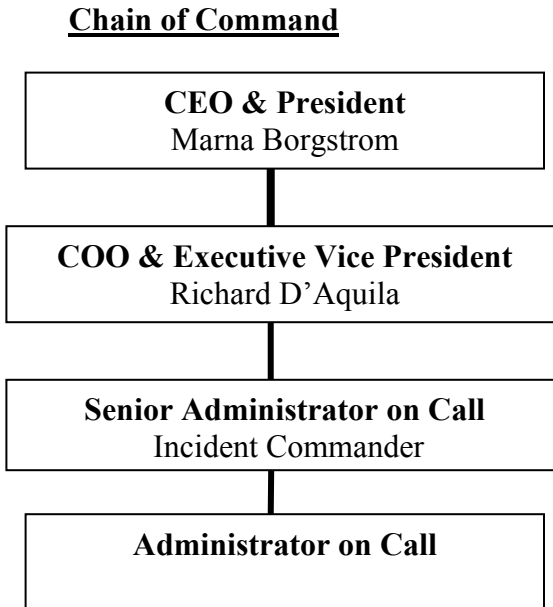 Chain of Command
CEO & President
Marna Borgstrom
COO & Executive Vice President
Richard D’Aquila
Senior Administrator on Call
Incident Commander
Administrator on Call